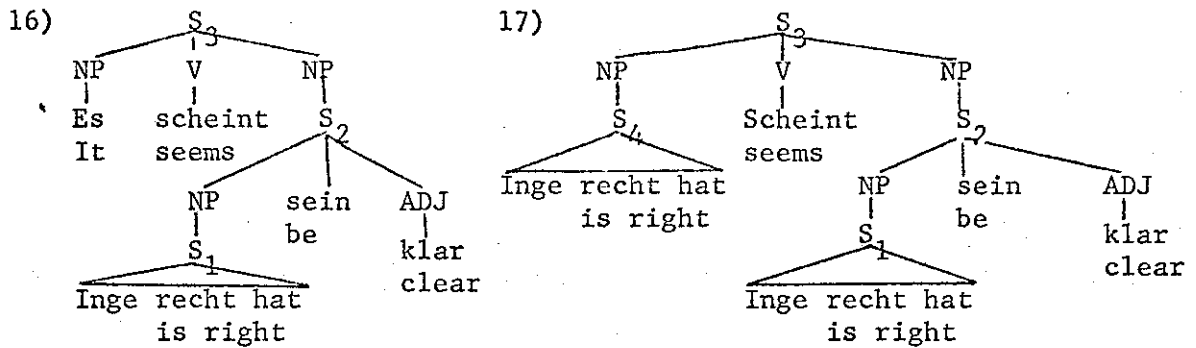 16) S3 17) S3
NP V NP NP V NP
Es scheint S2 S4 Scheint S2
It seems seems
NP sein ADJ Inge recht hat NP sein ADJ
be is right be
S1 klar S1 klar
clear clear
Inge recht hat Inge recht hat
is right is right